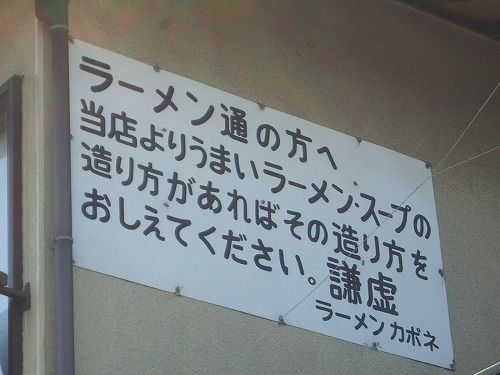 ラーメン通の方へ
当店よりうまいラーメン・スープの
造り方があればその造り方を
おしえてください。謙虚
ラーメンカポネ